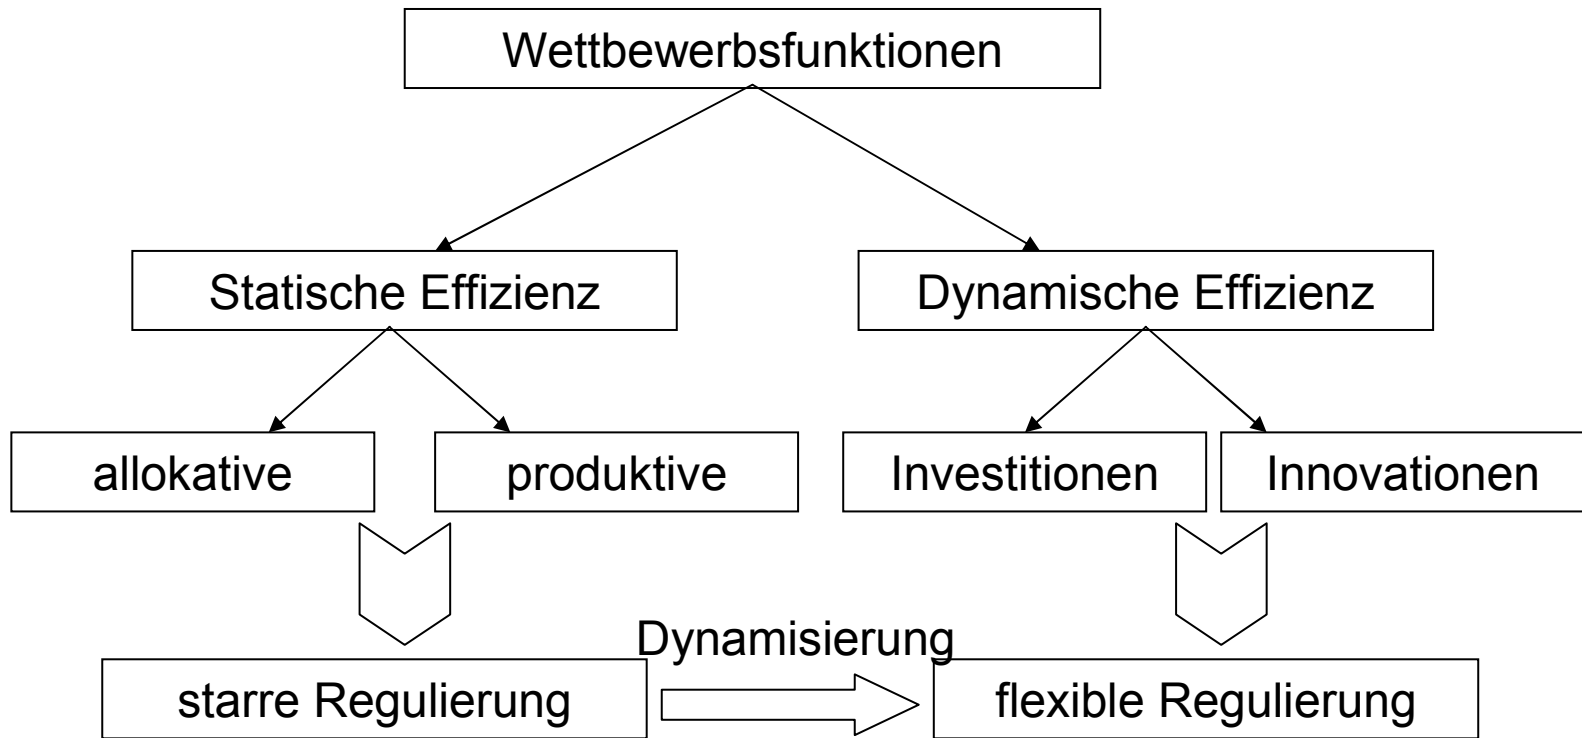 Wettbewerbsfunktionen
Statische Effizienz
Dynamische Effizienz
allokative
produktive
Investitionen
Innovationen
Dynamisierung
starre Regulierung
flexible Regulierung